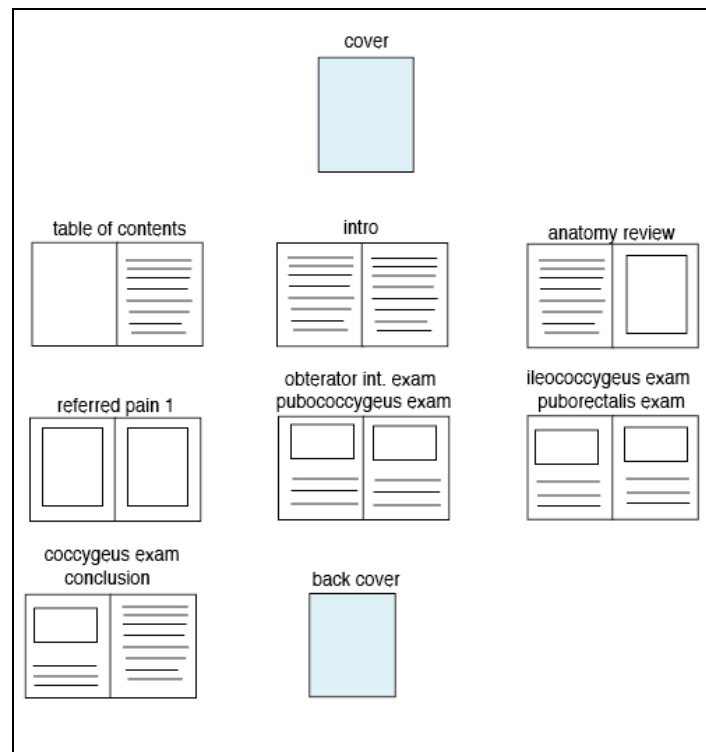 cover
table of contents
intro
anatomy review
referred pain 1
obterator int. exam
pubococcygeus exam
ileococcygeus exam
puborectalis exam
coccygeus exam
conclusion
back cover